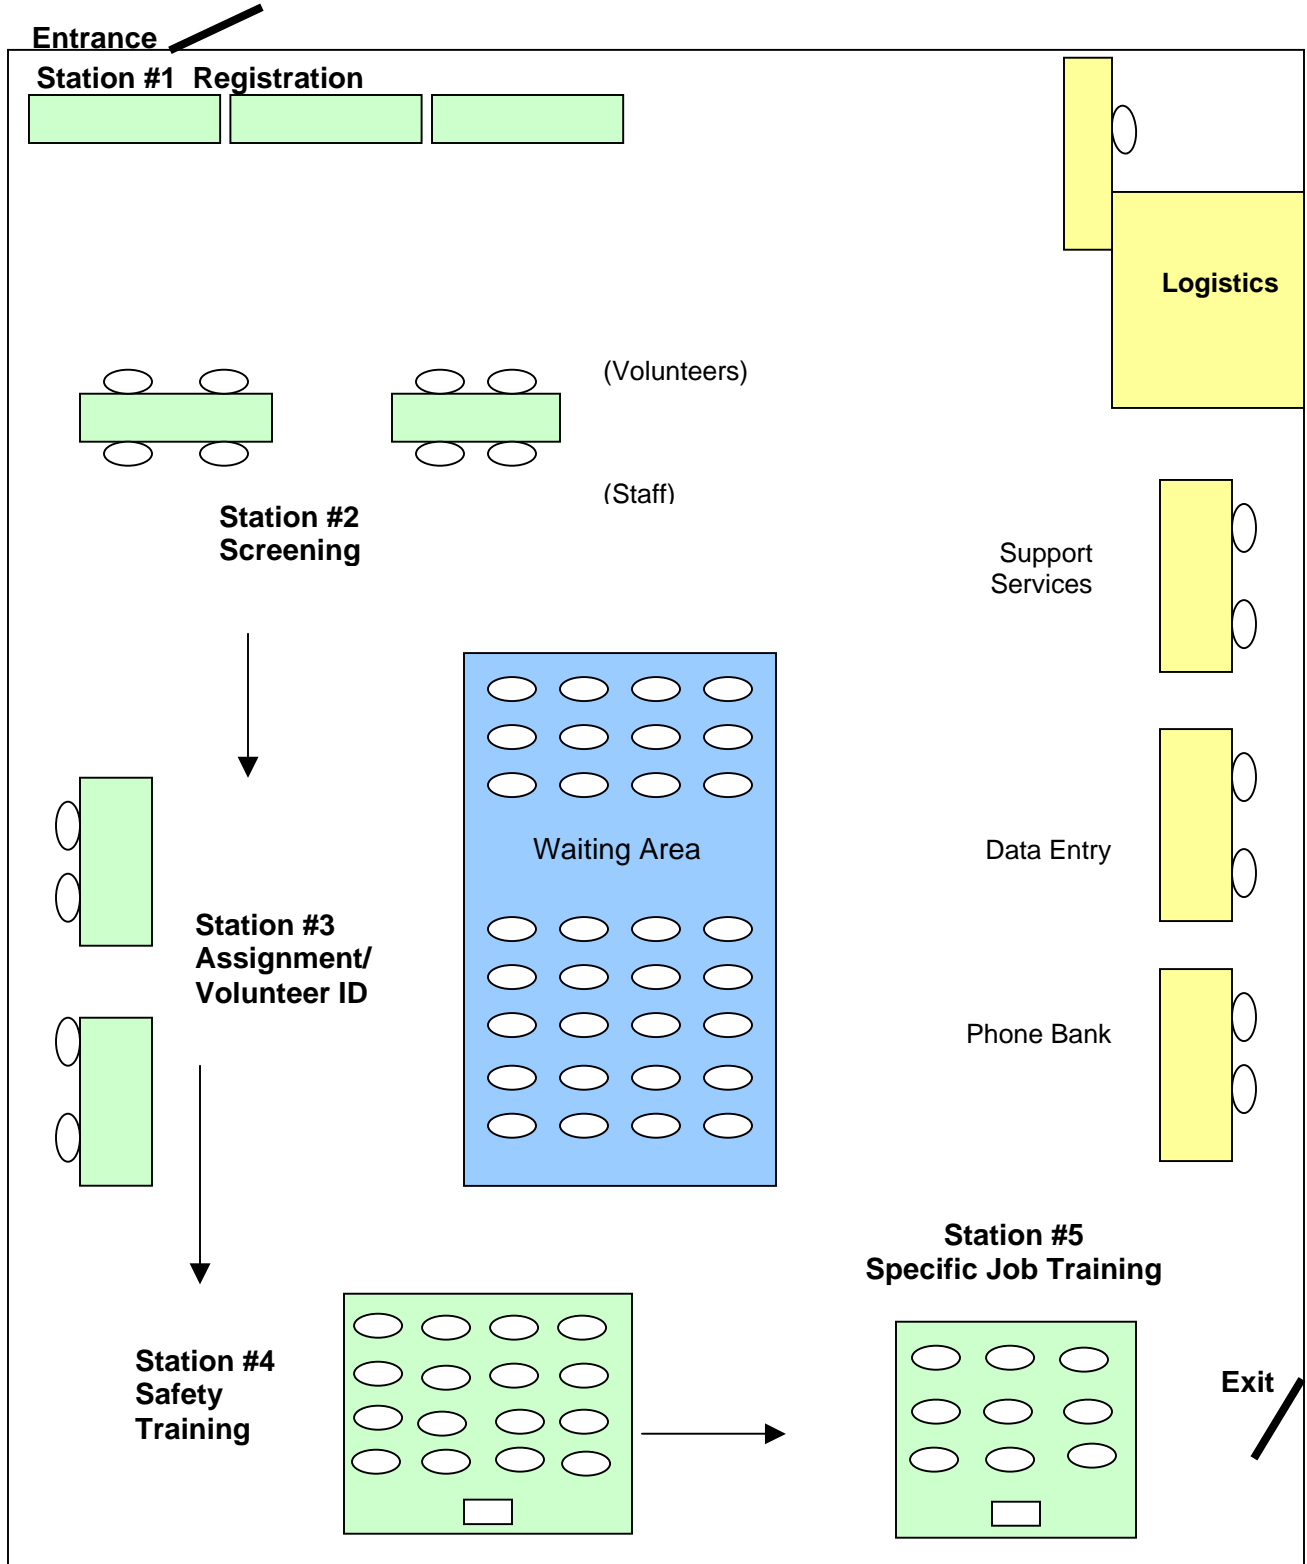 Entrance
Station #1 Registration
Logistics
(Volunteers)
(Staff)
Station #2
Screening
Support
Services
Waiting Area
Data Entry
Station #3
Assignment/
Volunteer ID
Phone Bank
Station #5
Specific Job Training
Station #4
Safety
Training
Exit